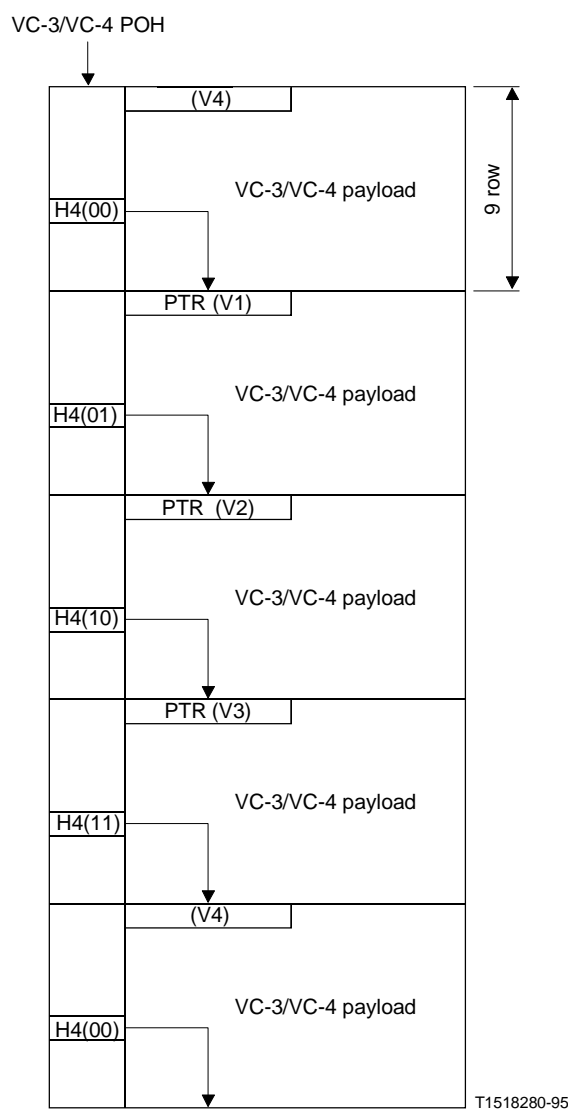 VC-3/VC-4 POH
(V4)
VC-3/VC-4 payload
9 row
H4(00)
PTR (V1)
VC-3/VC-4 payload
H4(01)
PTR (V2)
VC-3/VC-4 payload
H4(10)
PTR (V3)
VC-3/VC-4 payload
H4(11)
(V4)
VC-3/VC-4 payload
H4(00)
T1518280-95